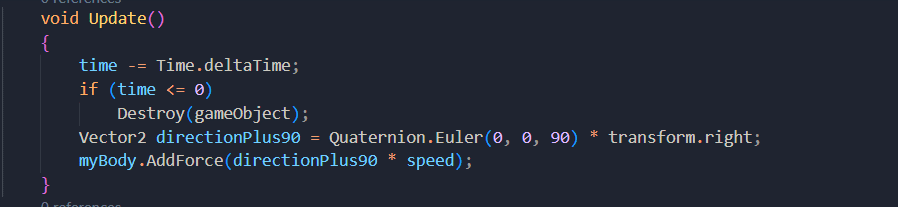 0 references
void Update()
{
time -= Time.deltaTime;
if (time <= 0)
Destroy(gameObject);
Vector2 directionPlus90 = Quaternion.Euler(0, 0, 90) * transform.right;
myBody.AddForce(directionPlus90 * speed);
}
0 references